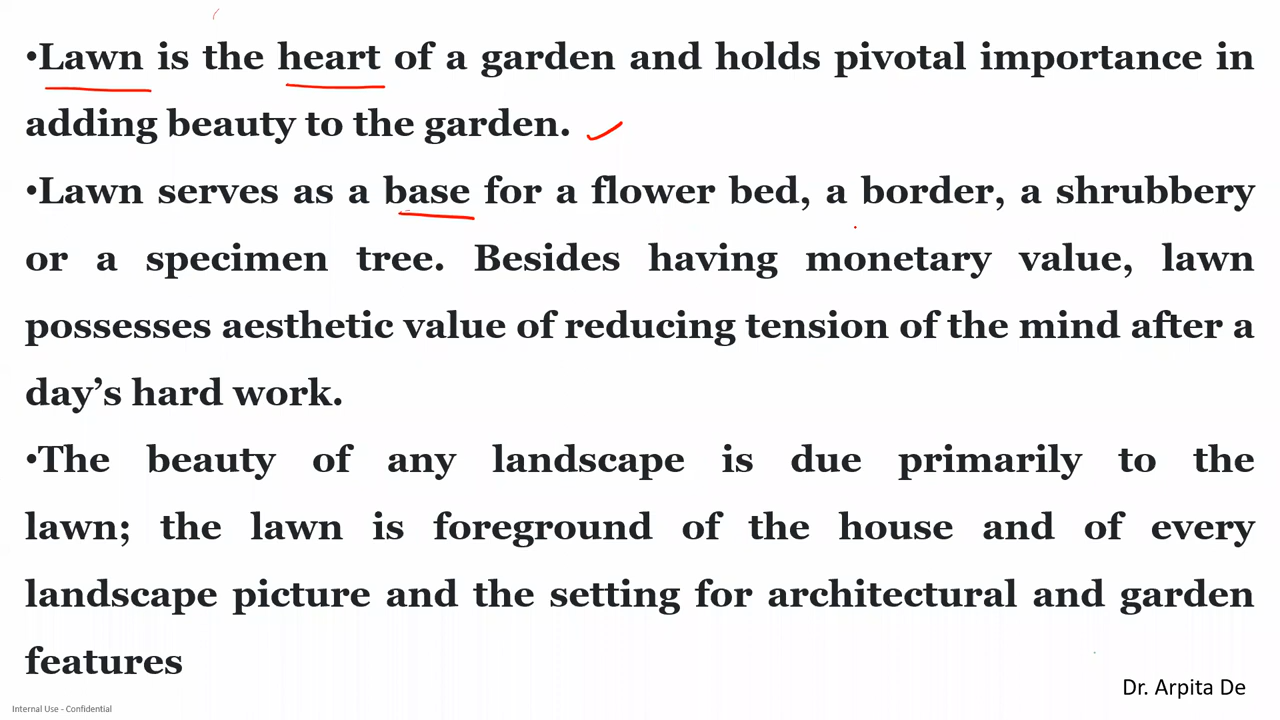 •Lawn is the heart of a garden and holds pivotal importance in
adding beauty to the garden.
•Lawn serves as a base for a flower bed, a border, a shrubbery
or a specimen tree. Besides having monetary value, lawn
possesses aesthetic value of reducing tension of the mind after a
day’s hard work.
•The beauty of any landscape is due primarily to the
lawn; the lawn is foreground of the house and of every
landscape picture and the setting for architectural and garden
features
Dr. Arpita De
Internal Use - Confidential